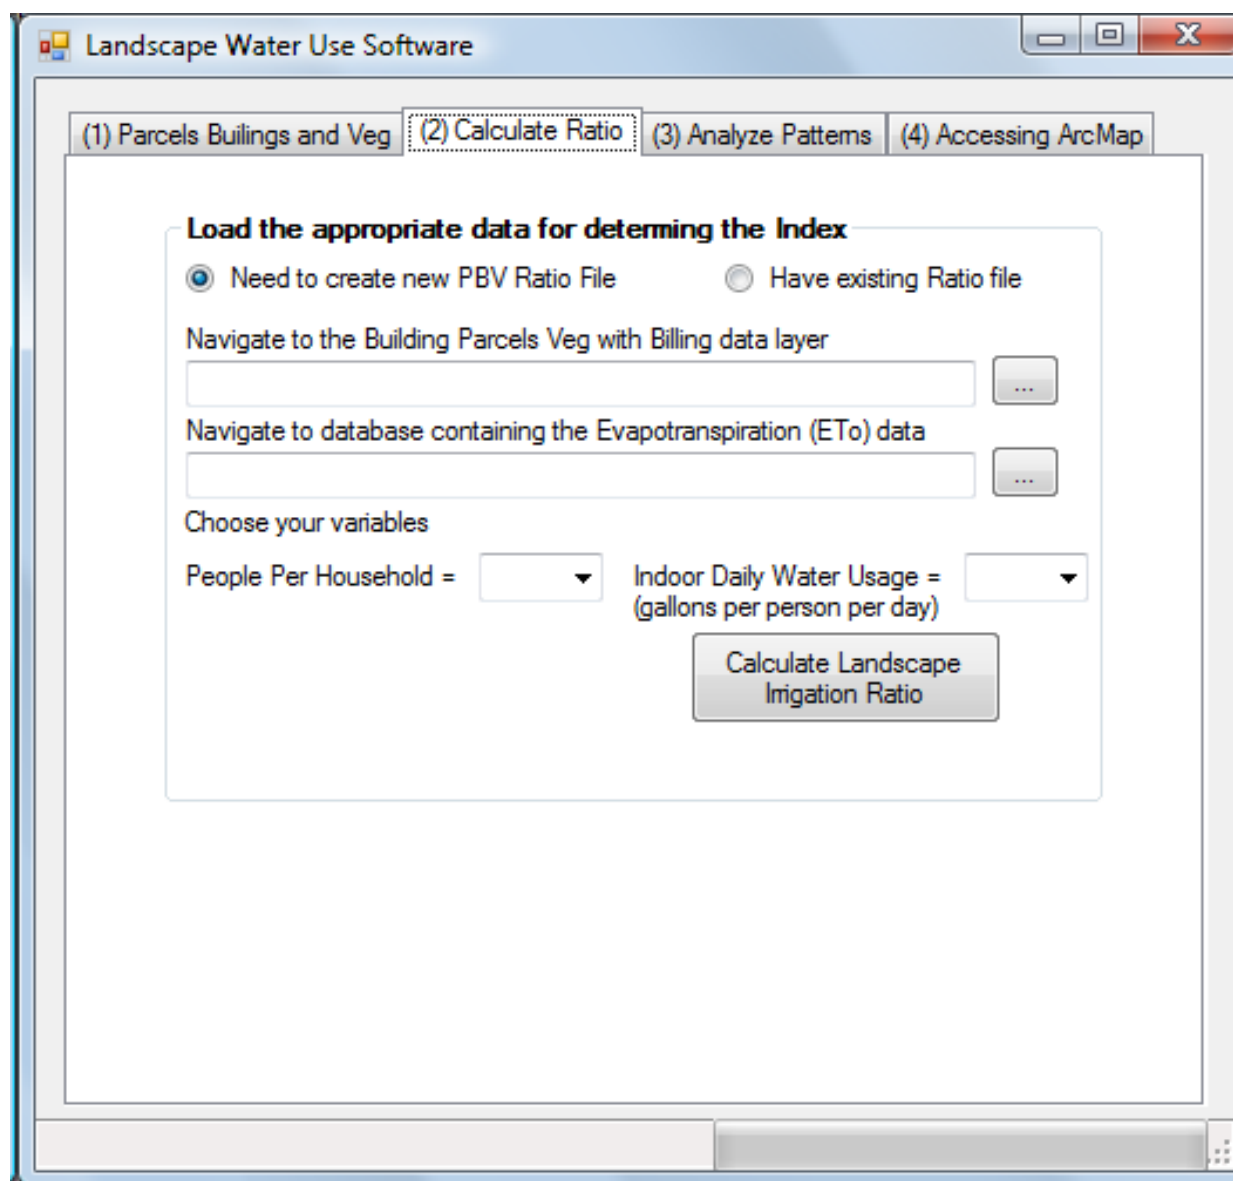 Landscape Water Use Software
(1) Parcels Builings and Veg (2) Calculate Ratio (3) Analyze Patterns (4) Accessing ArcMap
Load the appropriate data for determing the Index
Need to create new PBV Ratio File Have existing Ratio file
Navigate to the Building Parcels Veg with Billing data layer
...
Navigate to database containing the Evapotranspiration (ETo) data
...
Choose your variables
People Per Household = Indoor Daily Water Usage =
(gallons per person per day)
Calculate Landscape
Irrigation Ratio